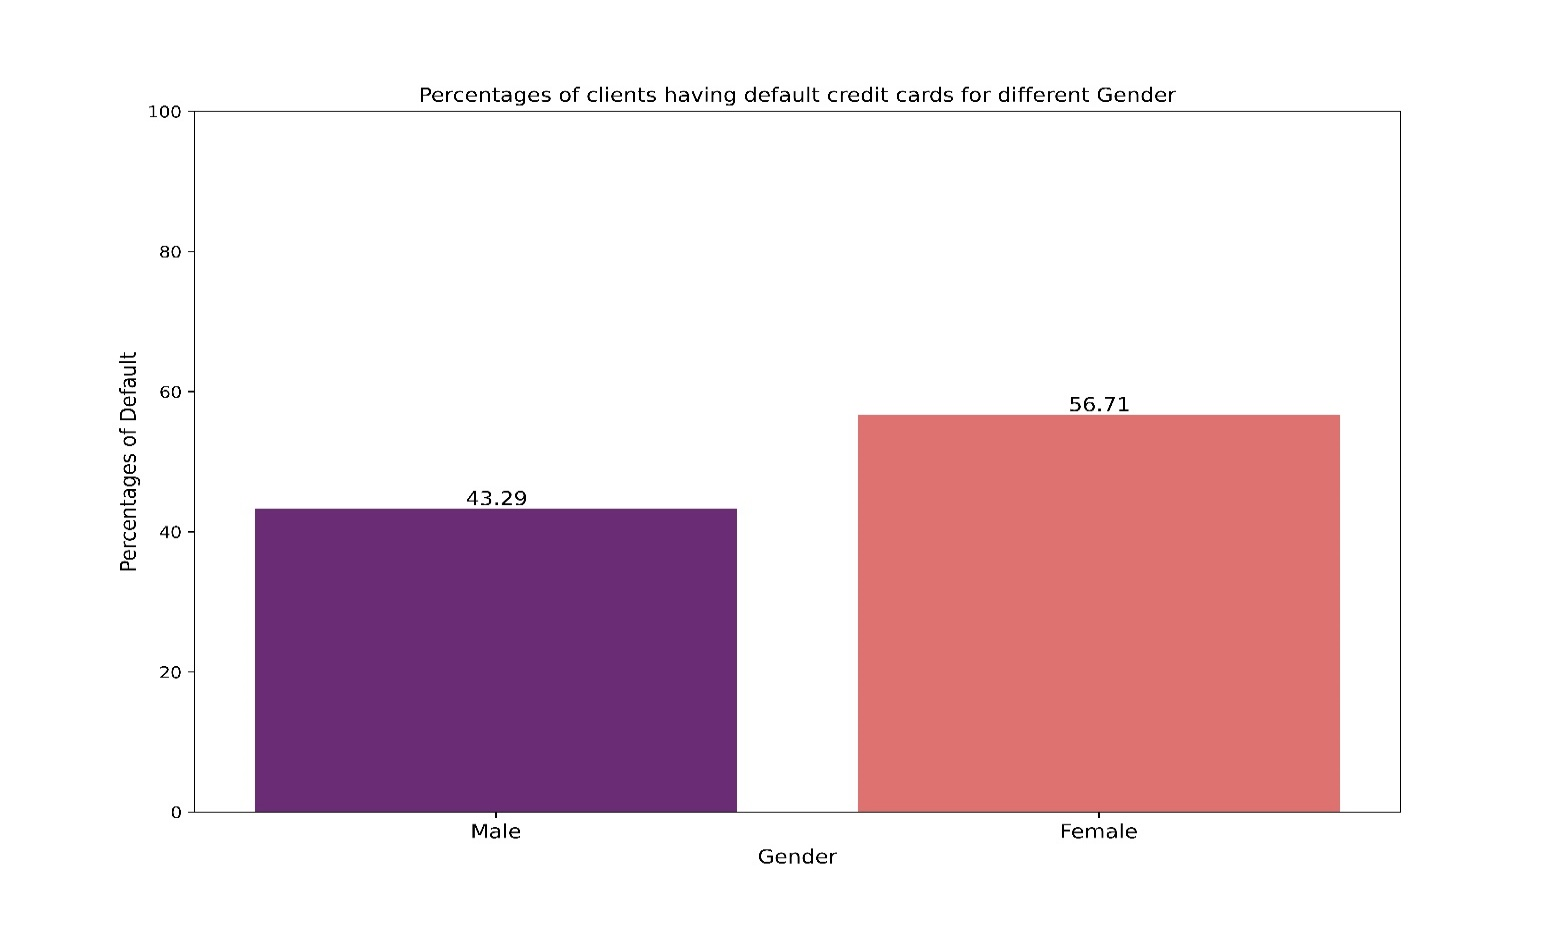 Percentages of clients having default credit cards for different Gender
100
80
60
40
20
0
Percentages of Default
43.29
56.71
Male
Female
Gender